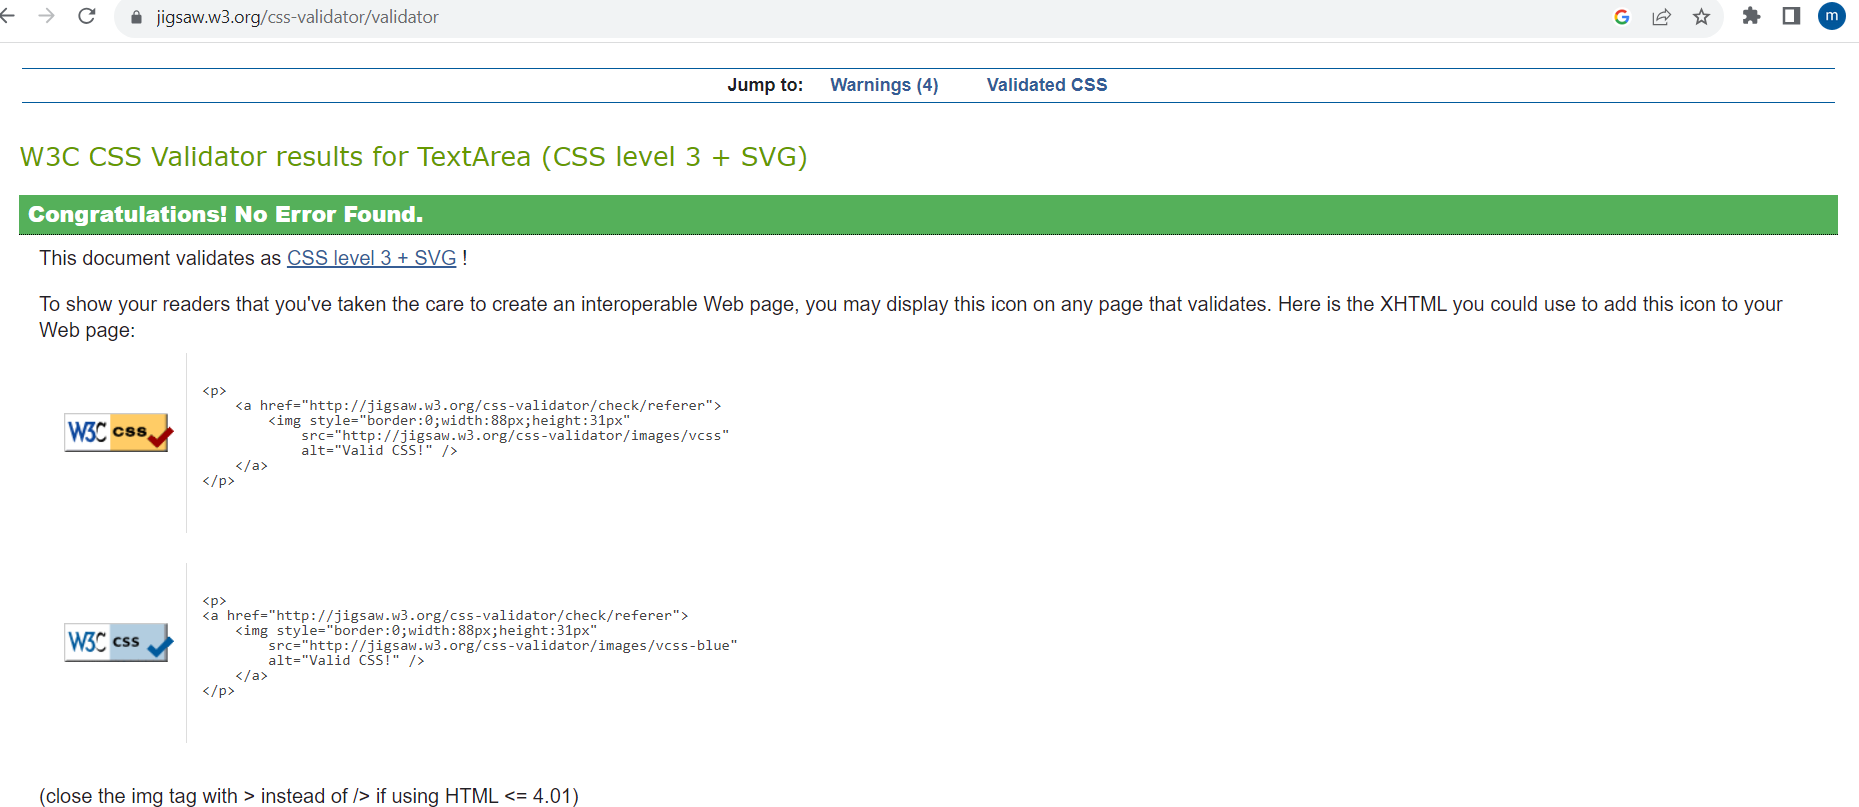 jigsaw.w3.org/css-validator/validator
m
Jump to: Warnings (4) Validated CSS
W3C CSS Validator results for TextArea (CSS level 3 + SVG)
Congratulations! No Error Found.
This document validates as CSS level 3 + SVG !
To show your readers that you've taken the care to create an interoperable Web page, you may display this icon on any page that validates. Here is the XHTML you could use to add this icon to your
Web page:
W3C css
<p>
<a href="http://jigsaw.w3.org/css-validator/check/referer">
<img style="border:0;width:88px;height:31px"
src="http://jigsaw.w3.org/css-validator/images/vcss"
alt="Valid CSS!" />
</a>
</p>
W3C css
<p>
<a href="http://jigsaw.w3.org/css-validator/check/referer">
<img style="border:0;width:88px;height:31px"
src="http://jigsaw.w3.org/css-validator/images/vcss-blue"
alt="Valid CSS!" />
</a>
</p>
(close the img tag with > instead of /> if using HTML <= 4.01)